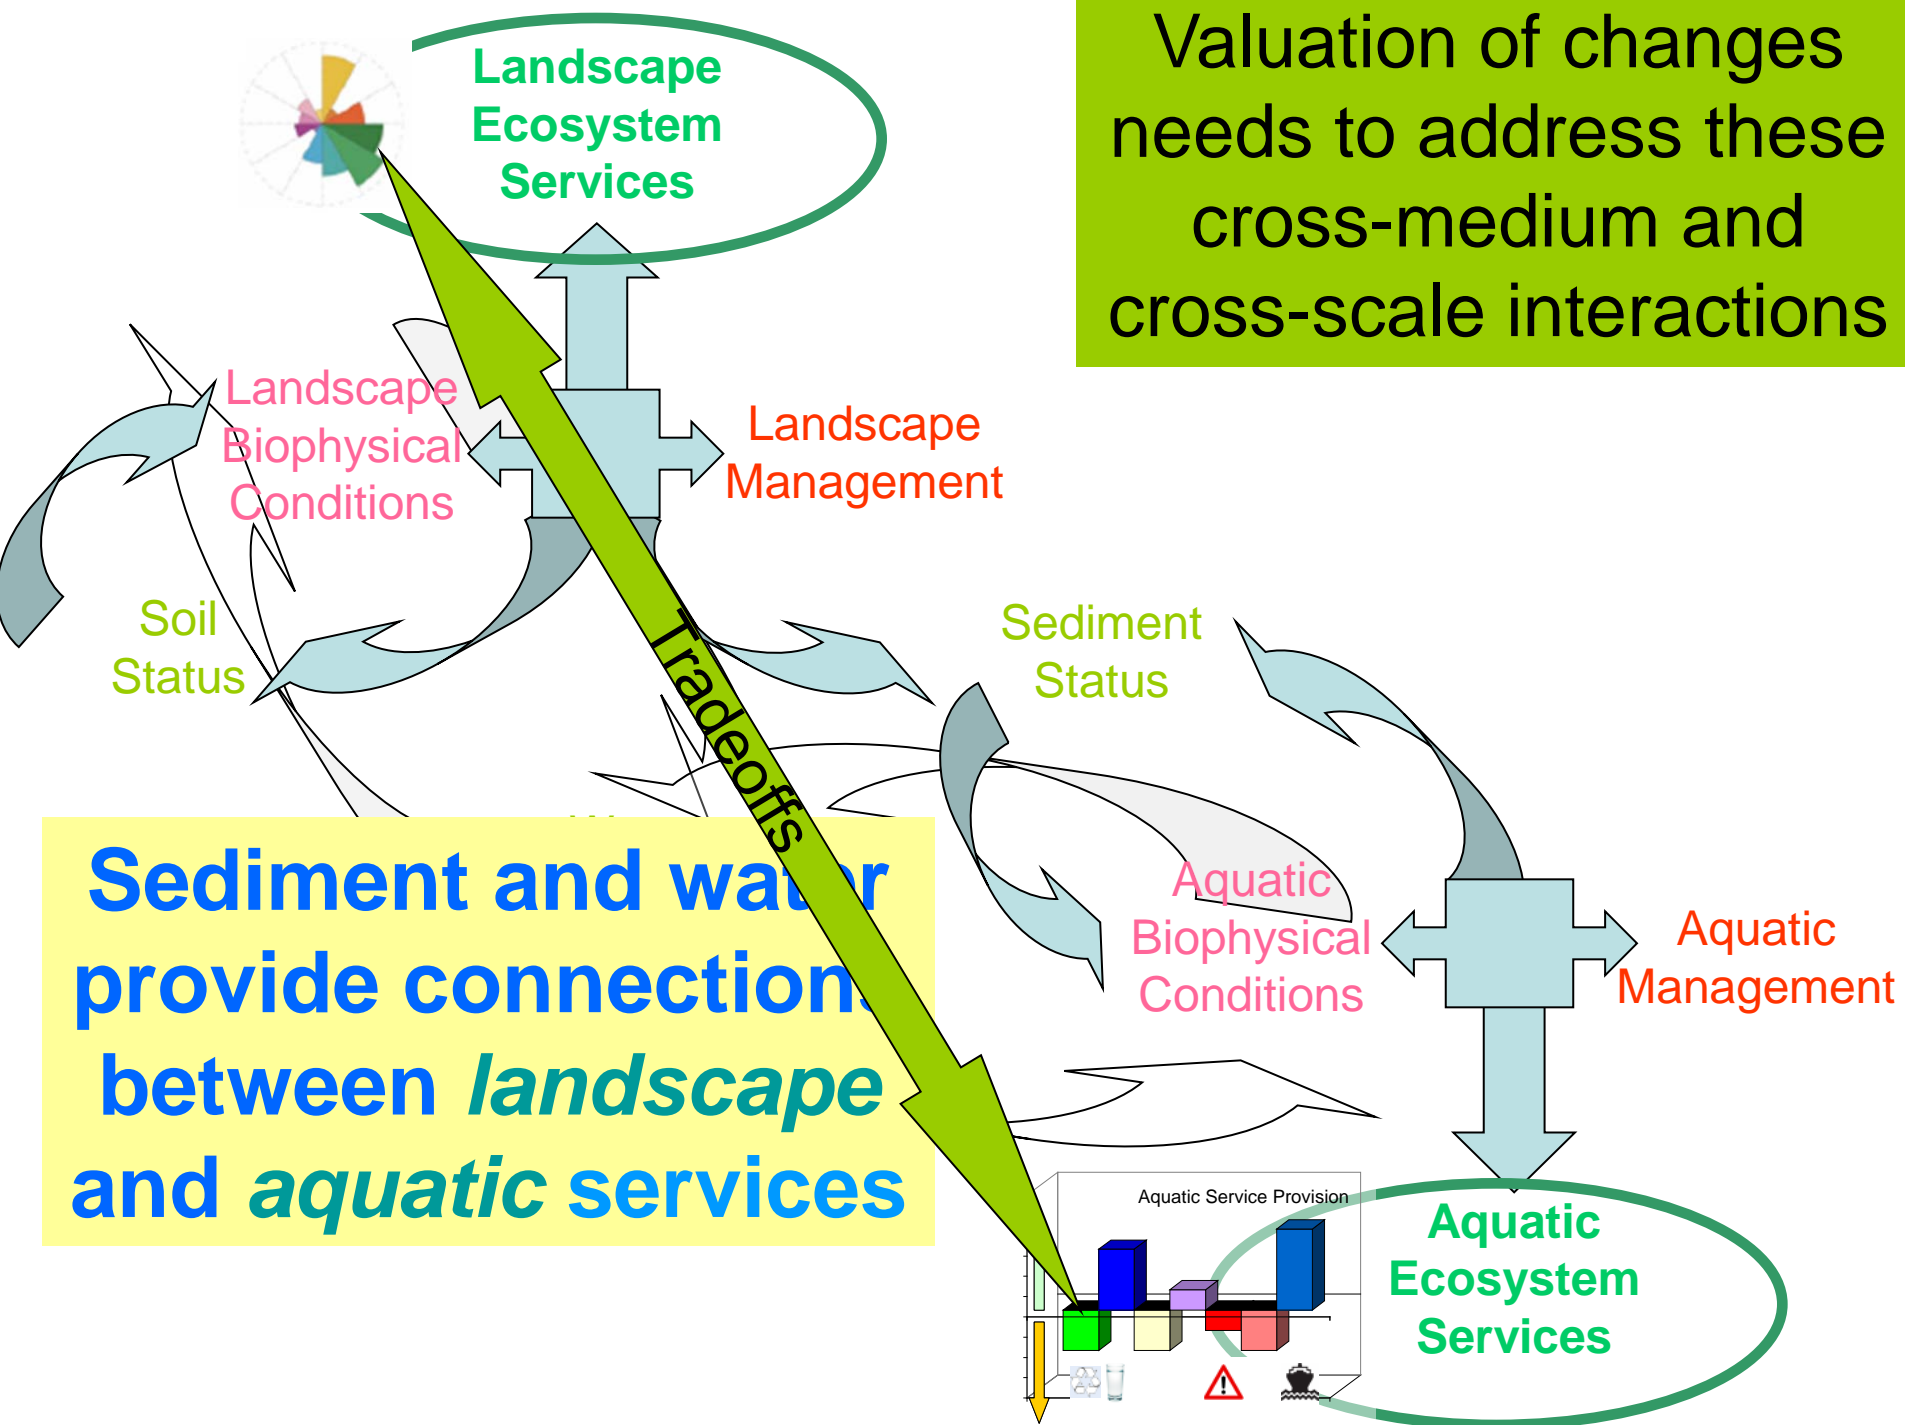 Landscape
Ecosystem
Services
Valuation of changes
needs to address these
cross-medium and
cross-scale interactions
Landscape
Biophysical
Conditions
Landscape
Management
Soil
Status
Sediment
Status
Tradeoffs
Sediment and water
provide connections
between landscape
and aquatic services
Aquatic
Biophysical
Conditions
Aquatic
Management
Aquatic Service Provision
Aquatic
Ecosystem
Services